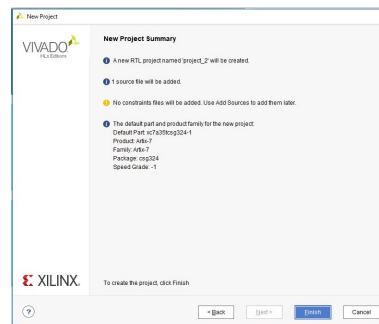 New Project
VIVADO
HLx Editions
New Project Summary
A new RTL project named 'project_2' will be created.
1 source file will be added.
No constraints files will be added. Use Add Sources to add them later.
The default part and product family for the new project:
Default Part: xc7a35tcsg324-1
Product: Artix-7
Family: Artix-7
Package: csg324
Speed Grade: -1
XILINX
To create the project, click Finish
?
< Back
Next >
Finish
Cancel